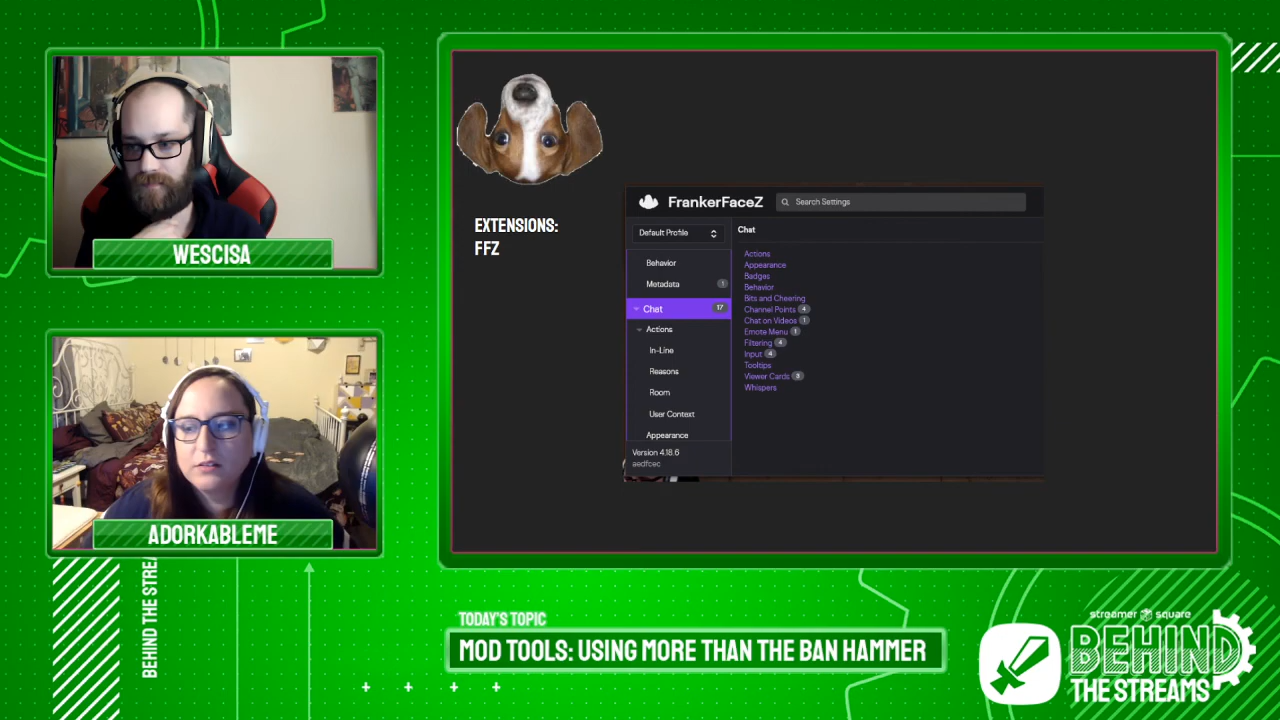 WESCISA
ADORKABLEME
BEHIND THE STREA
EXTENSIONS:
FFZ
FrankerFaceZ
Search Settings
Default Profile
Behavior
Metadata 1
Chat 17
Actions
In-Line
Reasons
Room
User Context
Appearance
Version 4.18.6
aedfcec
Chat
Actions
Appearance
Badges
Behavior
Bits and Cheering
Channel Points 4
Chat on Videos 1
Emote Menu 1
Filtering 4
Input 4
Tooltips
Viewer Cards 3
Whispers
TODAY'S TOPIC
MOD TOOLS: USING MORE THAN THE BAN HAMMER
streamer square
BEHIND
THE STREAMS